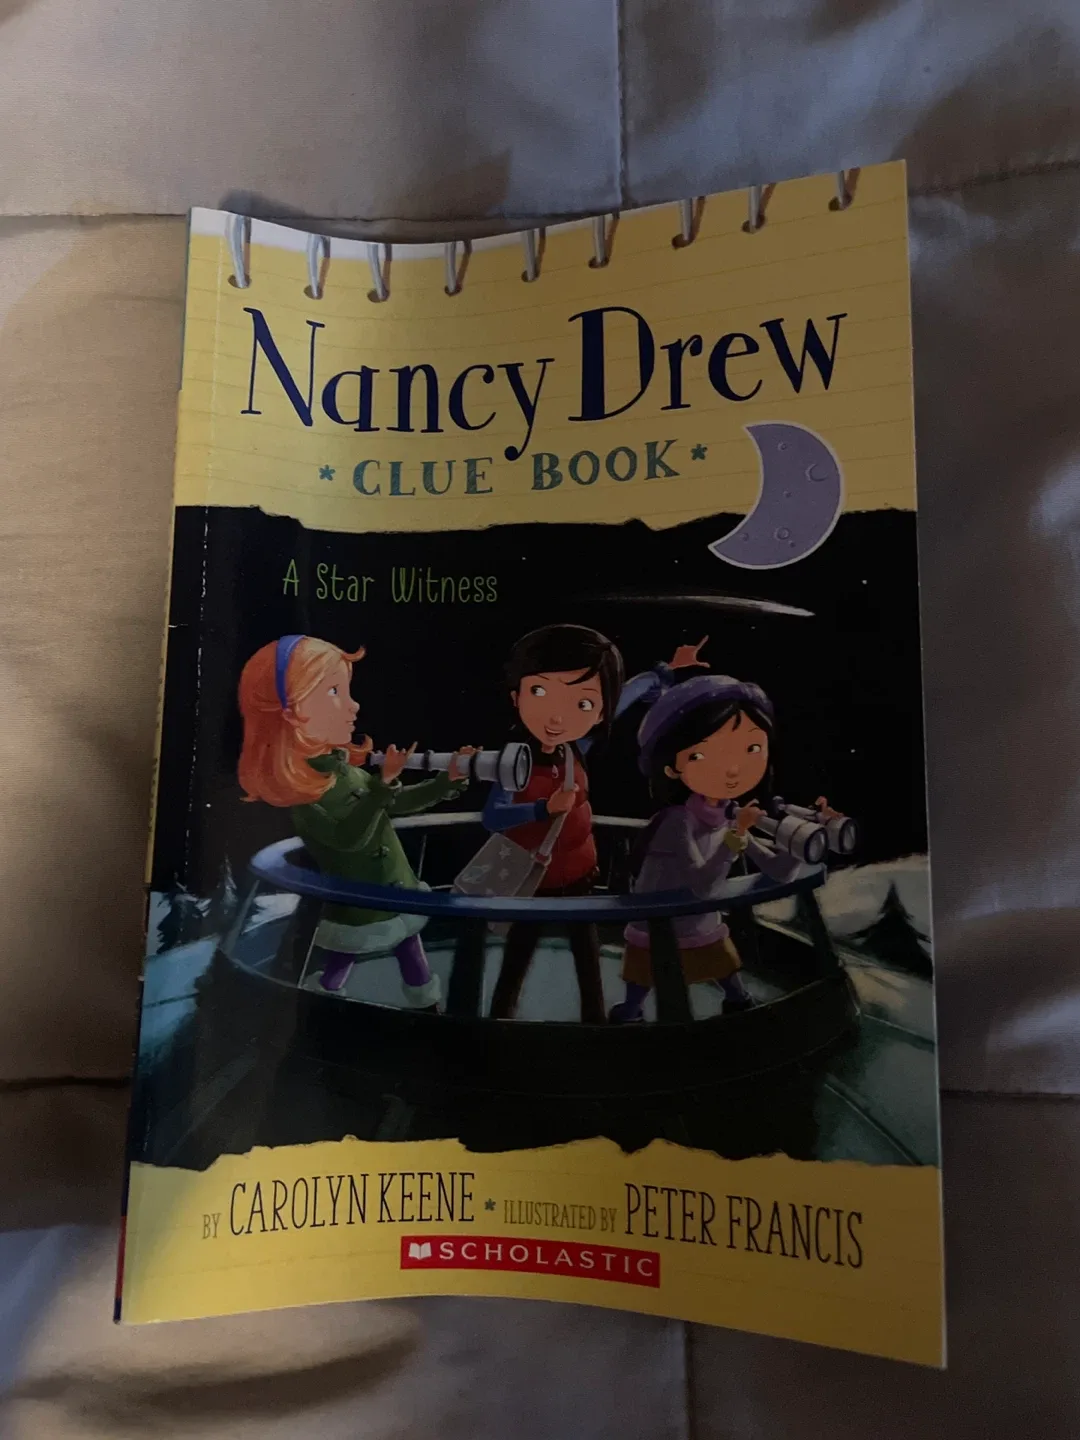 Nancy Drew
* CLUE BOOK *
A Star Witness
BY CAROLYN KEENE * ILLUSTRATED BY PETER FRANCIS
SCHOLASTIC